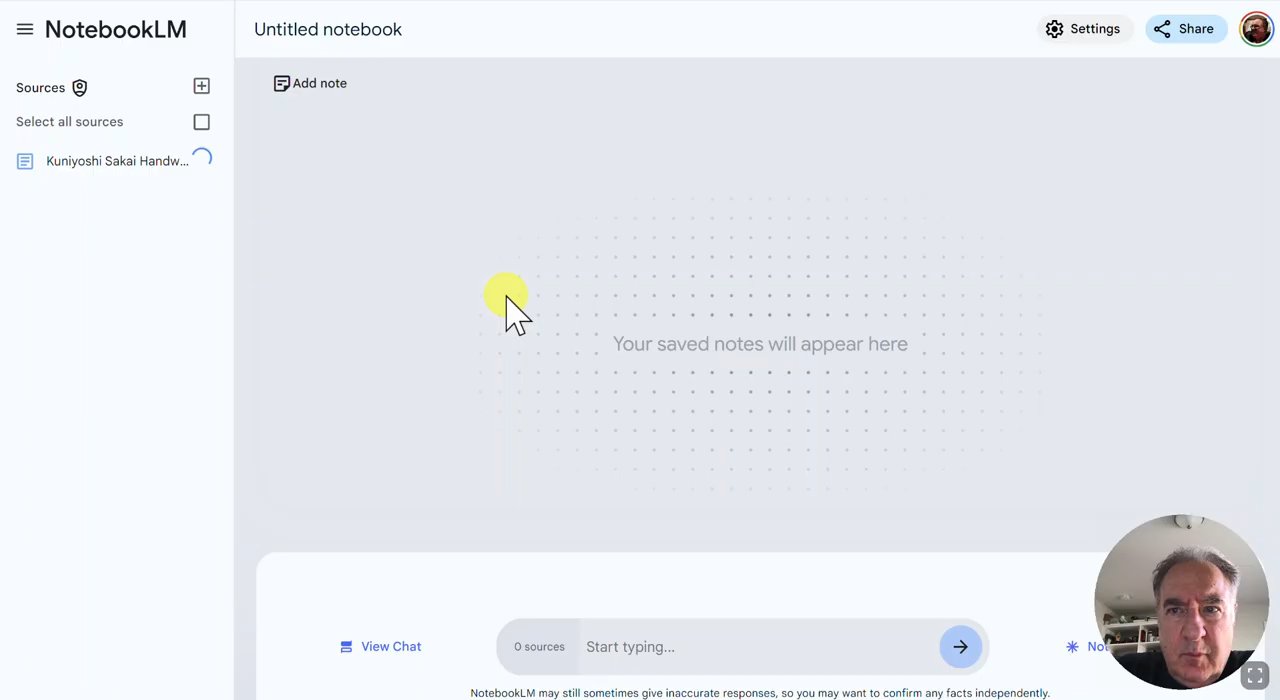 NotebookLM
Untitled notebook
Settings
Share
Sources
Add note
Select all sources
Kuniyoshi Sakai Handw...
Your saved notes will appear here
View Chat
0 sources
Start typing...
NotebookLM may still sometimes give inaccurate responses, so you may want to confirm any facts independently.